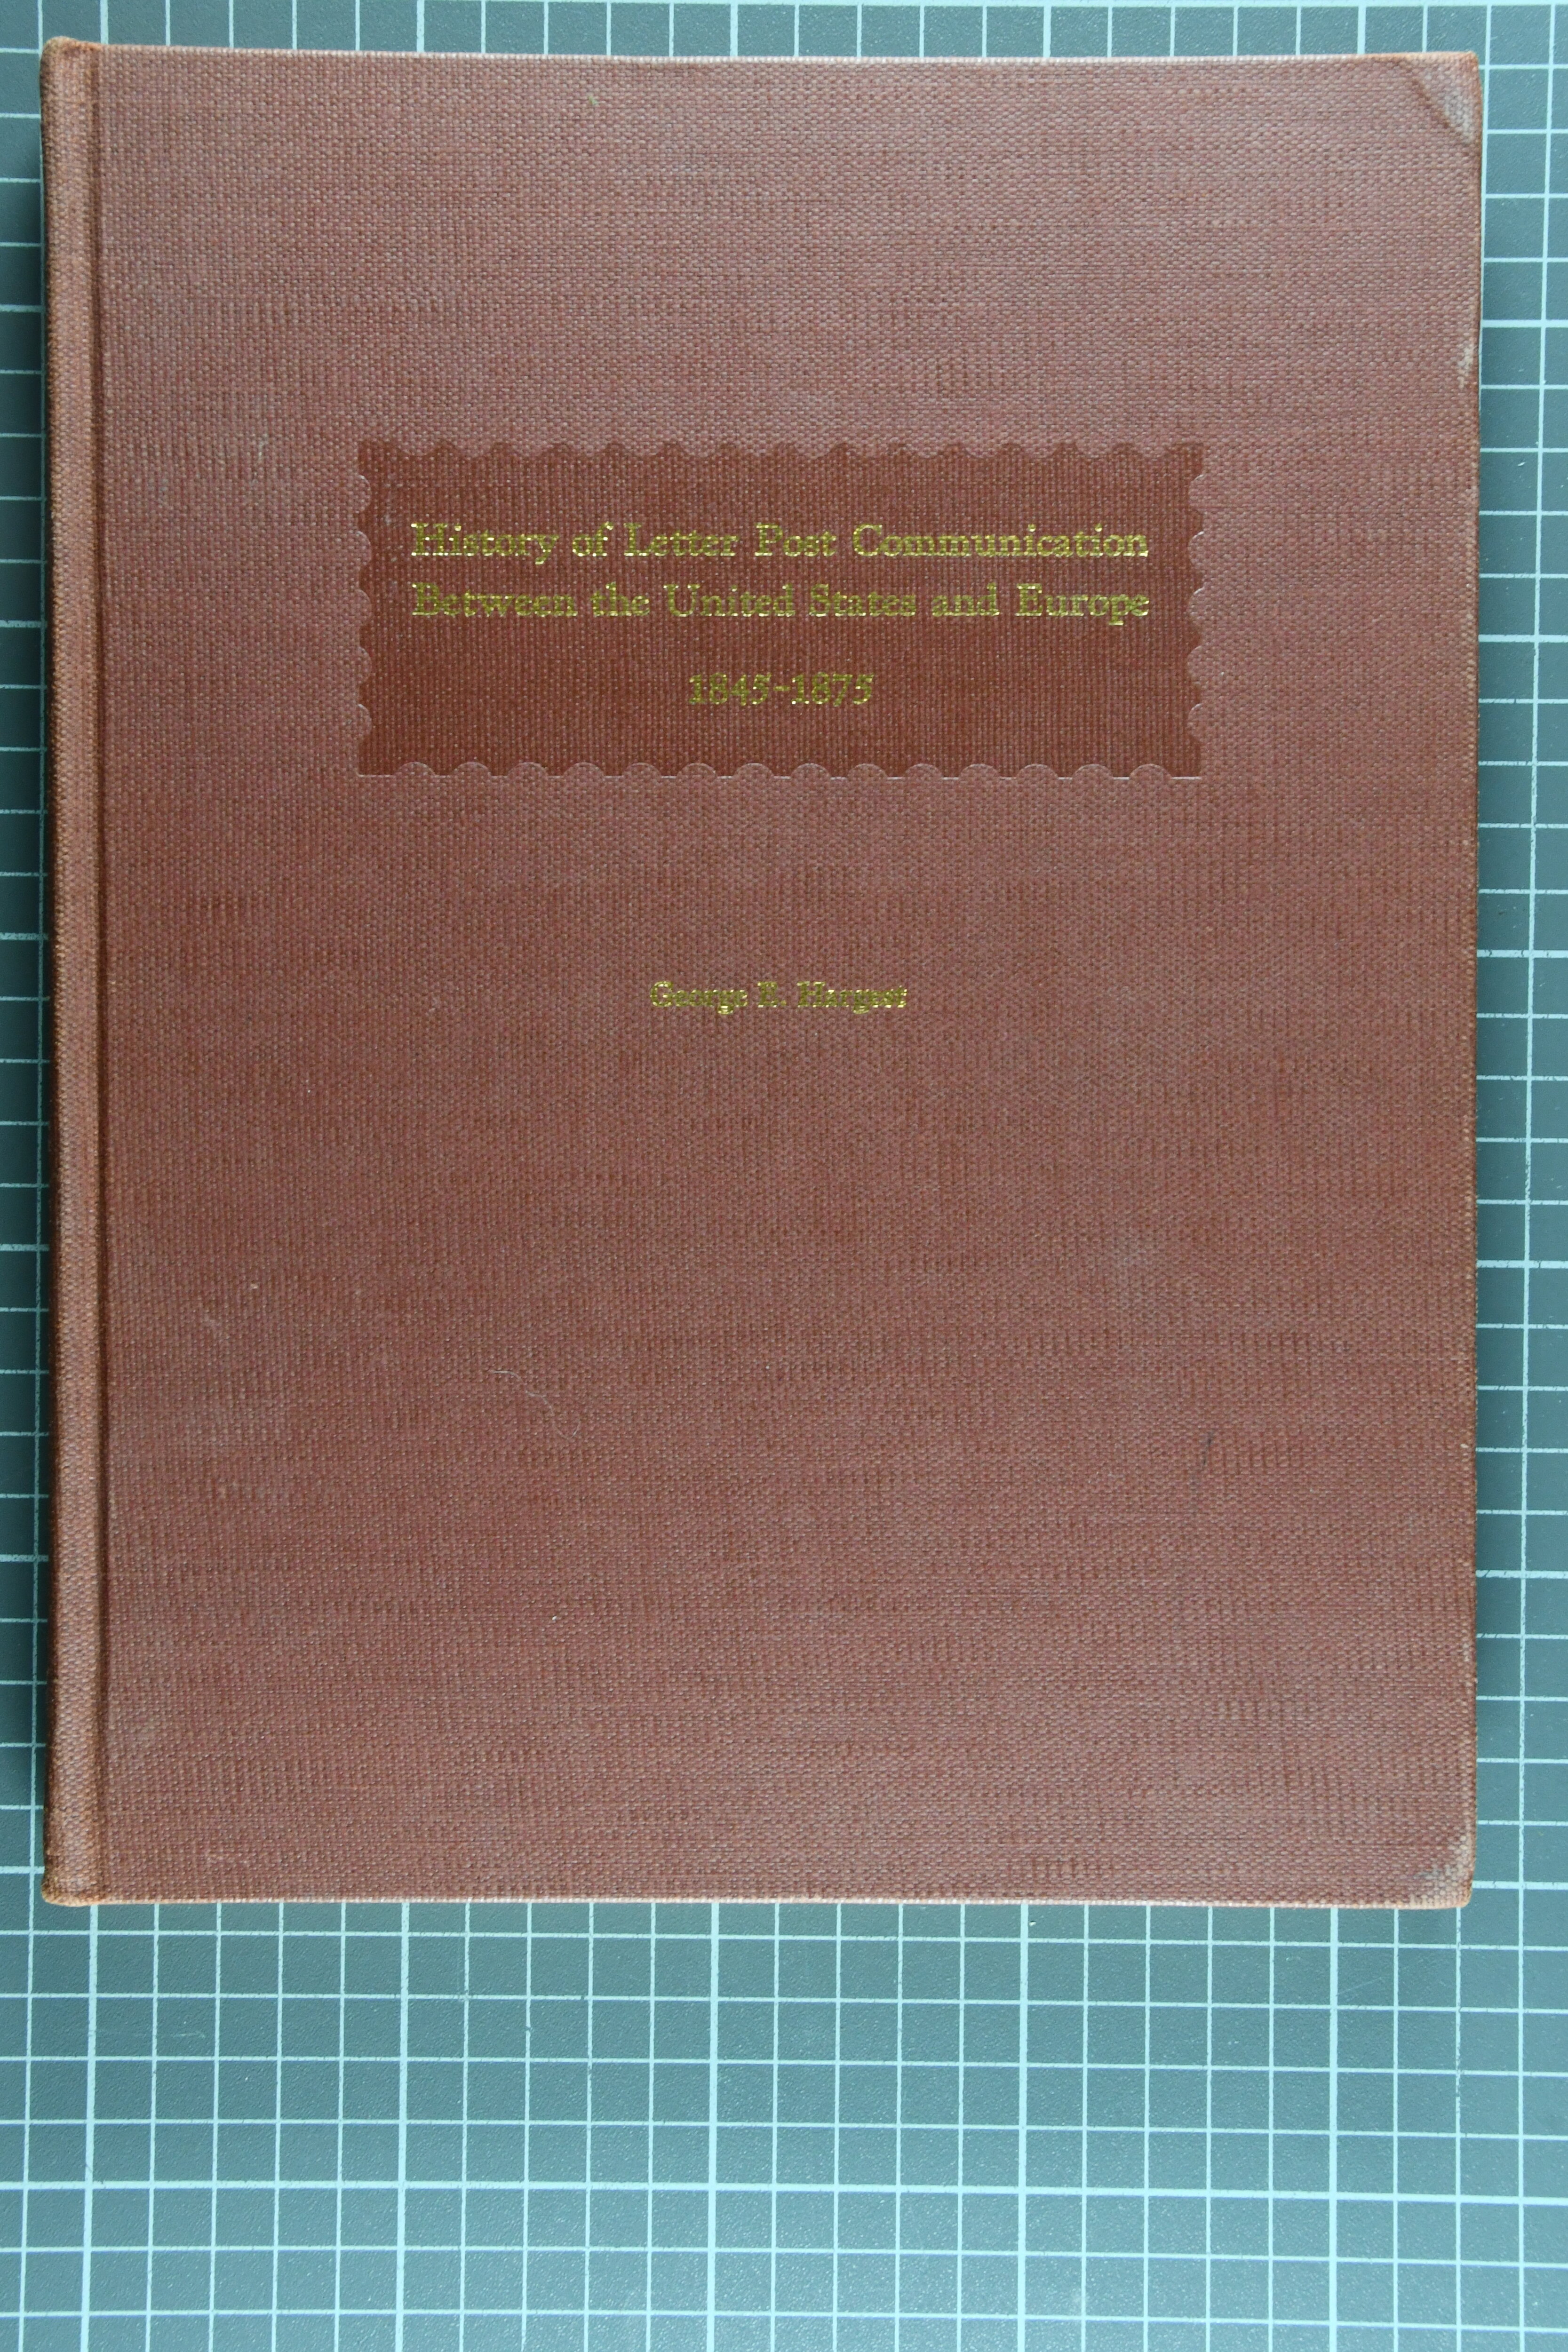 History of Letter Post Communication
Between the United States and Europe
1845-1875
George E. Hargest